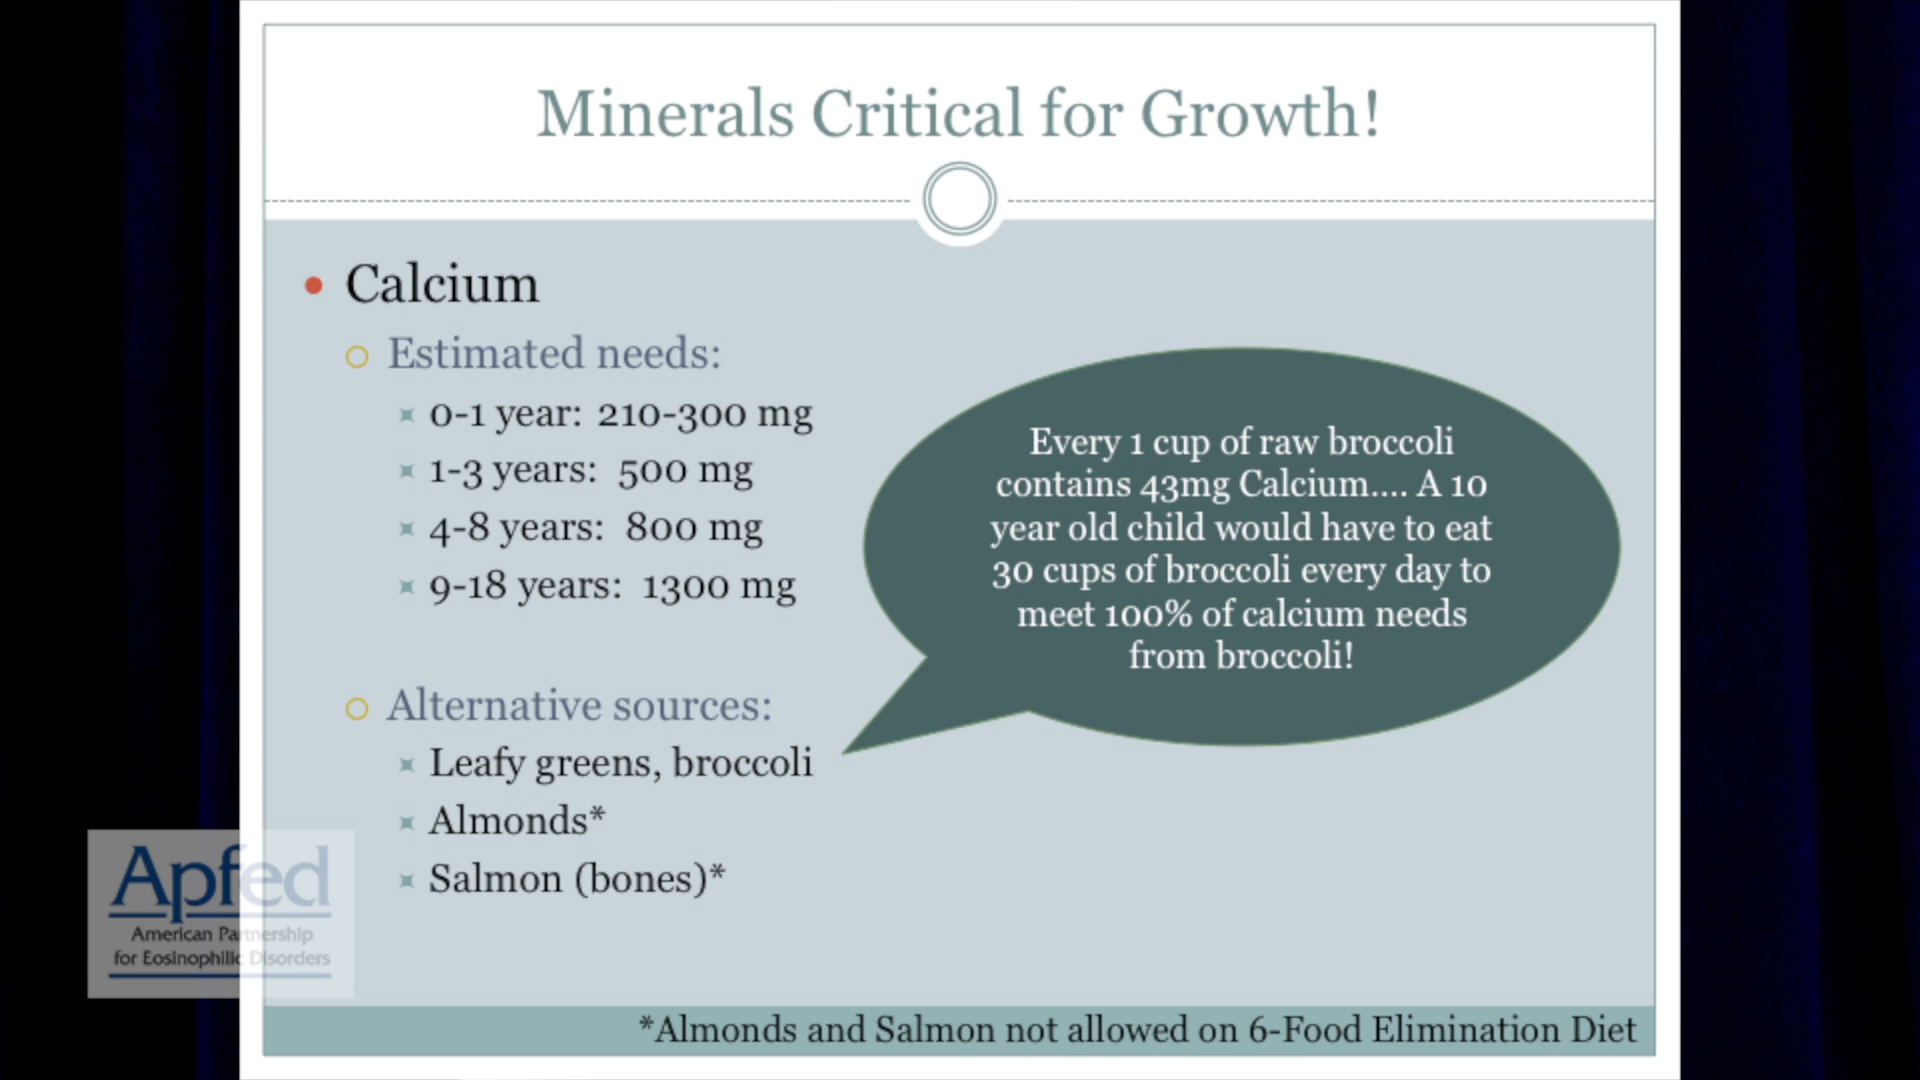 Minerals Critical for Growth!
Calcium
Estimated needs:
0-1 year: 210-300 mg
1-3 years: 500 mg
4-8 years: 800 mg
9-18 years: 1300 mg
Every 1 cup of raw broccoli
contains 43mg Calcium.... A 10
year old child would have to eat
30 cups of broccoli every day to
meet 100% of calcium needs
from broccoli!
Alternative sources:
Leafy greens, broccoli
Almonds*
Salmon (bones)*
Apfed
American Partnership
for Eosinophilic Disorders
*Almonds and Salmon not allowed on 6-Food Elimination Diet